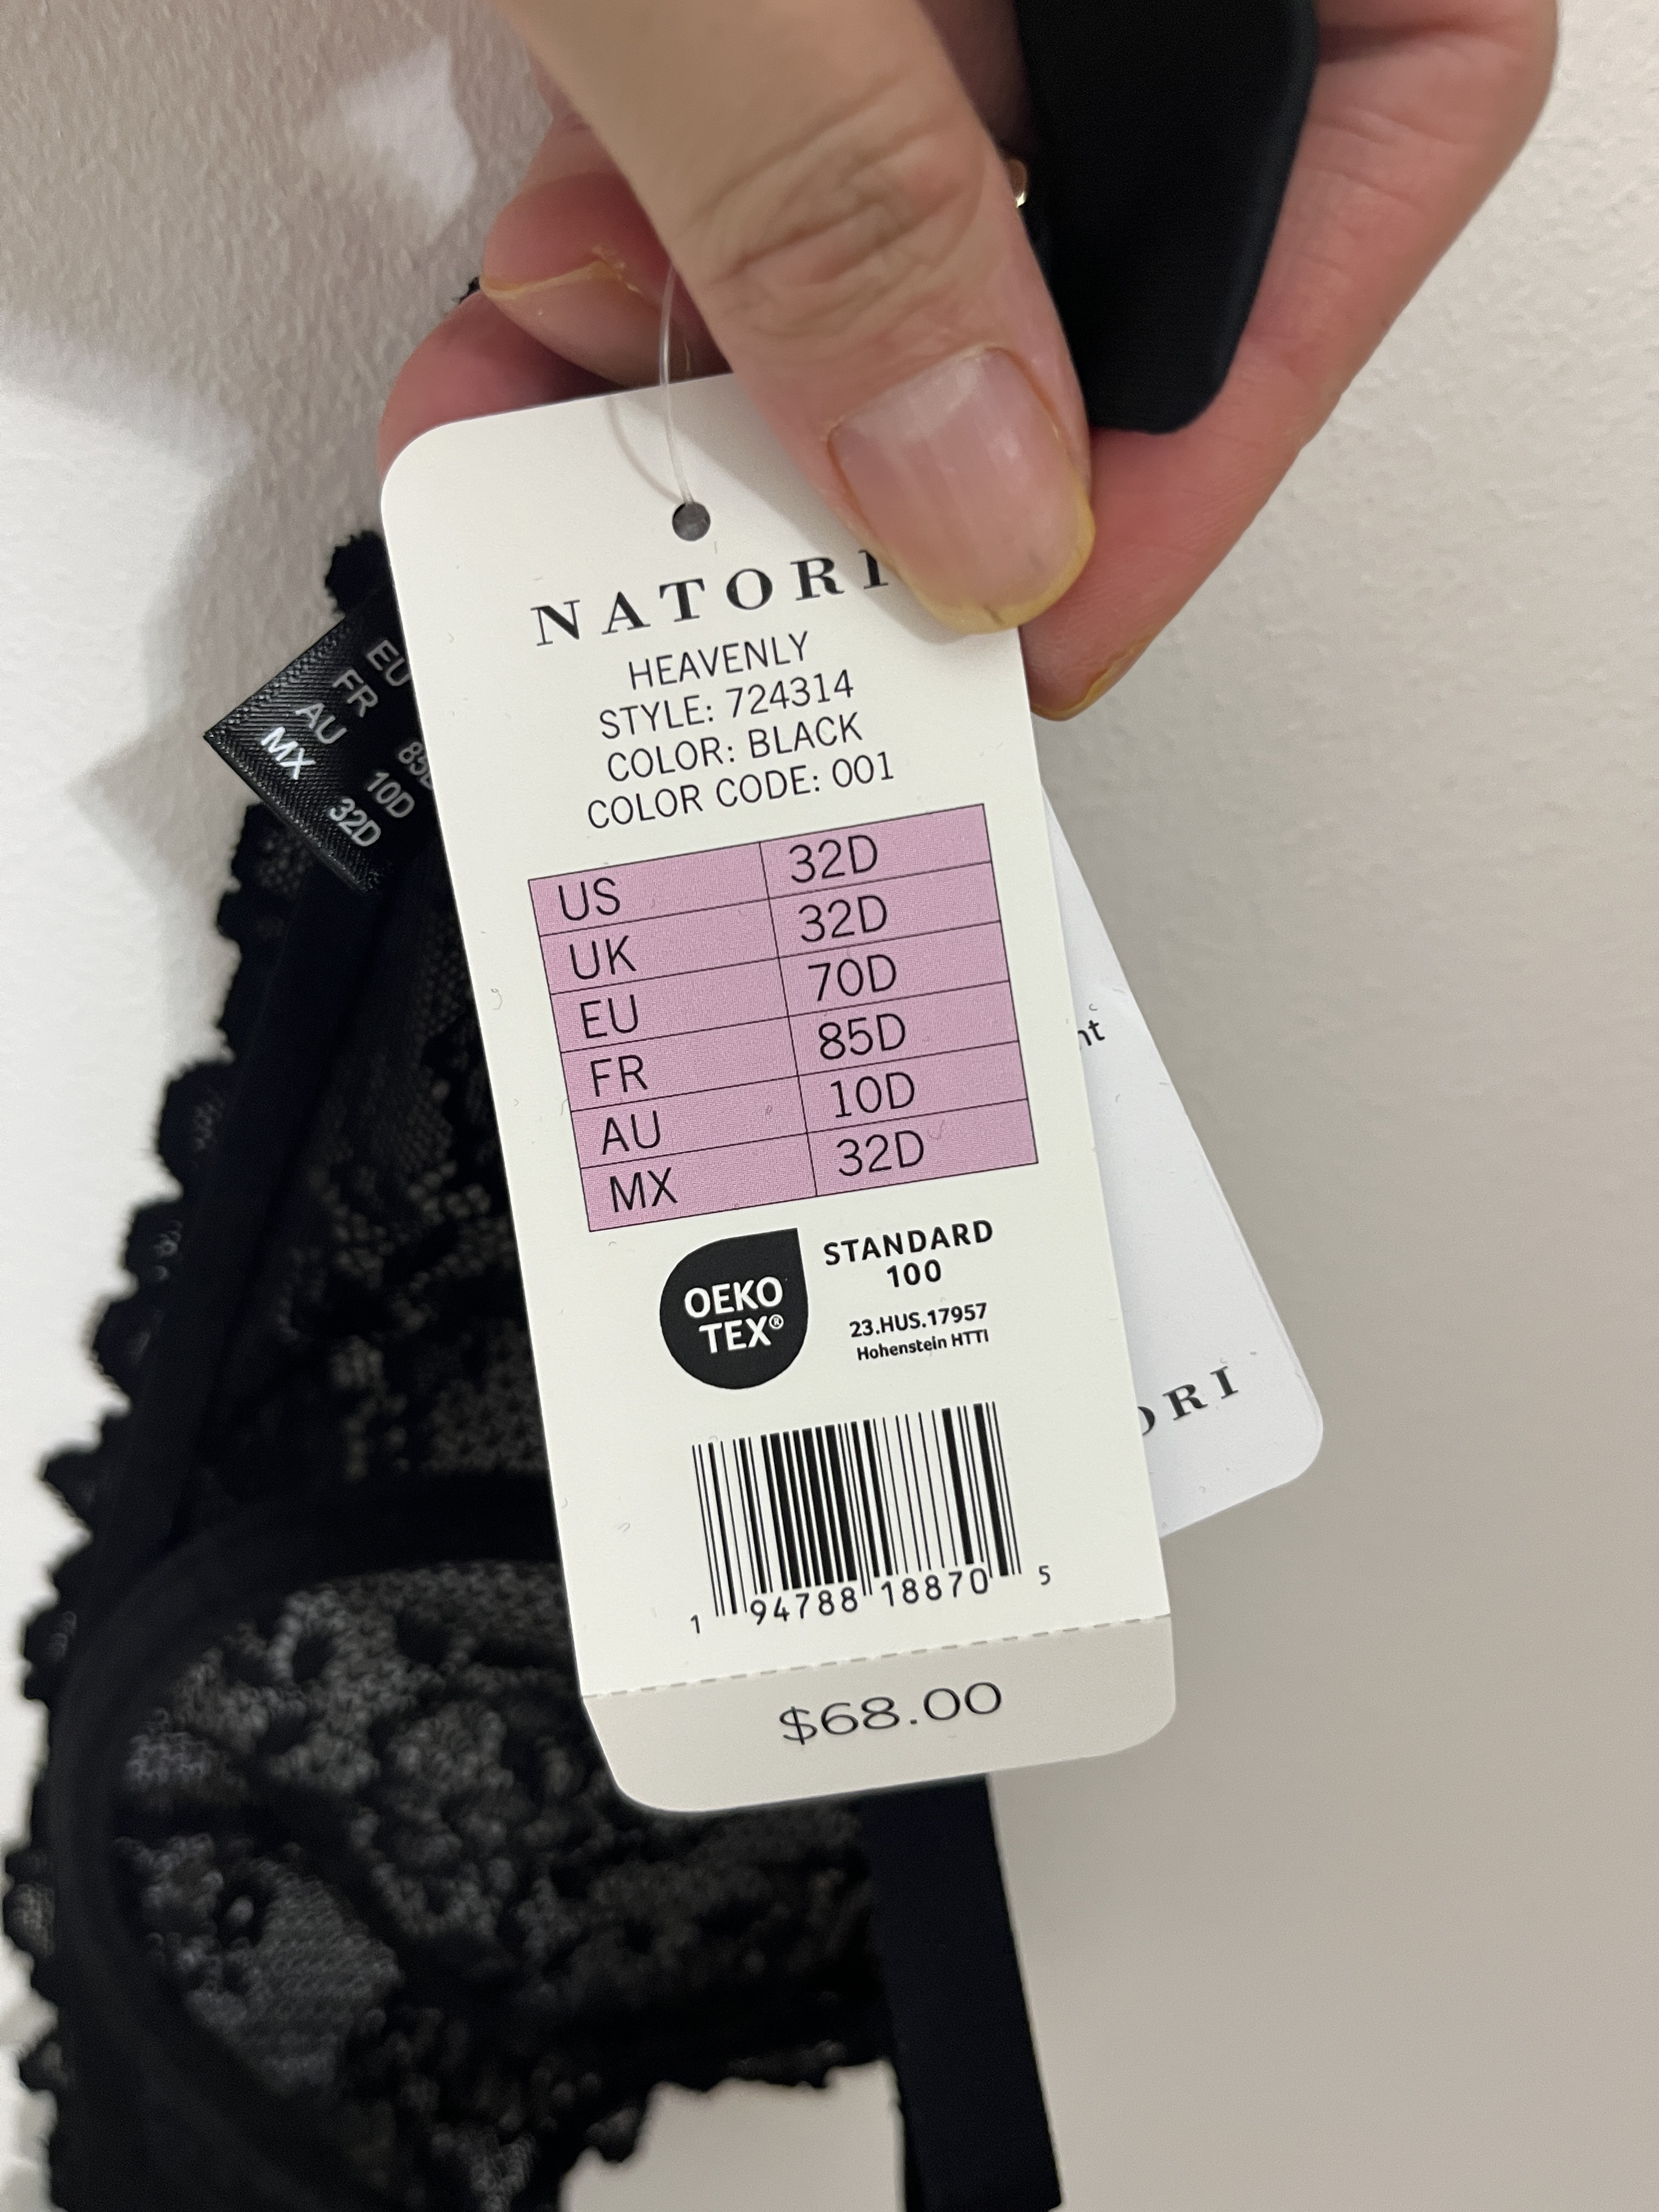 NATORI
HEAVENLY
STYLE: 724314
COLOR: BLACK
COLOR CODE: 001
US 32D
UK 32D
EU 70D
FR 85D
AU 10D
MX 32D
OEKO
TEX®
STANDARD
100
23.HUS.17957
Hohenstein HTTI
1 94788 18870 5
$68.00
EU
FR
AU 10D
MX 32D